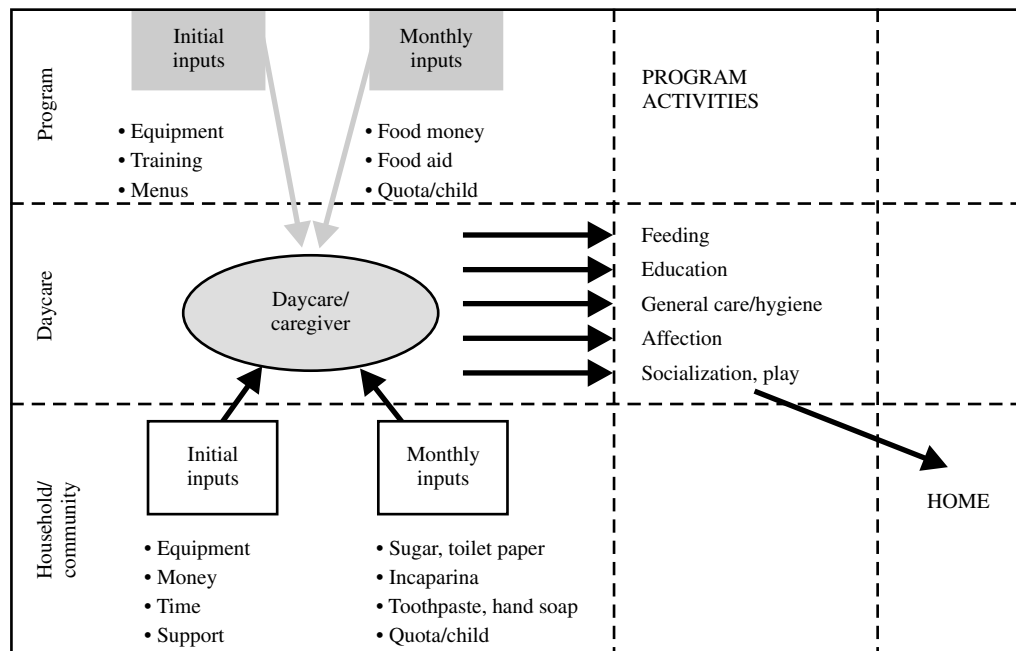 Program
Initial
inputs
Monthly
inputs
PROGRAM
ACTIVITIES
• Equipment
• Training
• Menus
• Food money
• Food aid
• Quota/child
Daycare
Daycare/
caregiver
Feeding
Education
General care/hygiene
Affection
Socialization, play
Household/
community
Initial
inputs
Monthly
inputs
HOME
• Equipment
• Money
• Time
• Support
• Sugar, toilet paper
• Incaparina
• Toothpaste, hand soap
• Quota/child